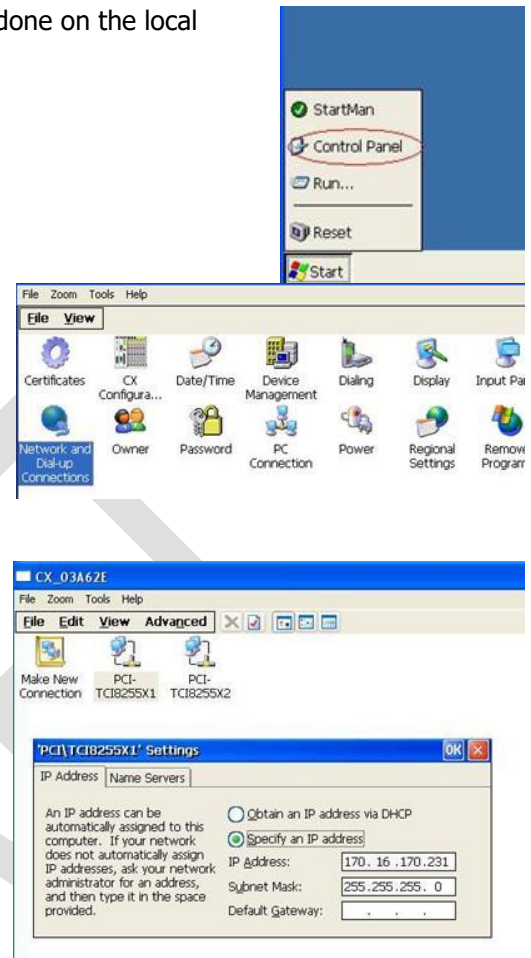 done on the local
StartMan
Control Panel
Run...
Reset
Start
File Zoom Tools Help
File View
Certificates CX Configura... Date/Time Device Management Dialing Display Input Pan
Network and Dial-up Connections Owner Password PC Connection Power Regional Settings Remove Program
CX_03A62E
File Zoom Tools Help
File Edit View Advanced
Make New Connection PCI-TCI8255X1 PCI-TCI8255X2
'PCI\TCI8255X1' Settings OK
IP Address Name Servers
An IP address can be
automatically assigned to this
computer. If your network
does not automatically assign
IP addresses, ask your network
administrator for an address,
and then type it in the space
provided.
Obtain an IP address via DHCP
Specify an IP address
IP Address: 170. 16 .170.231
Subnet Mask: 255.255.255. 0
Default Gateway: . . .